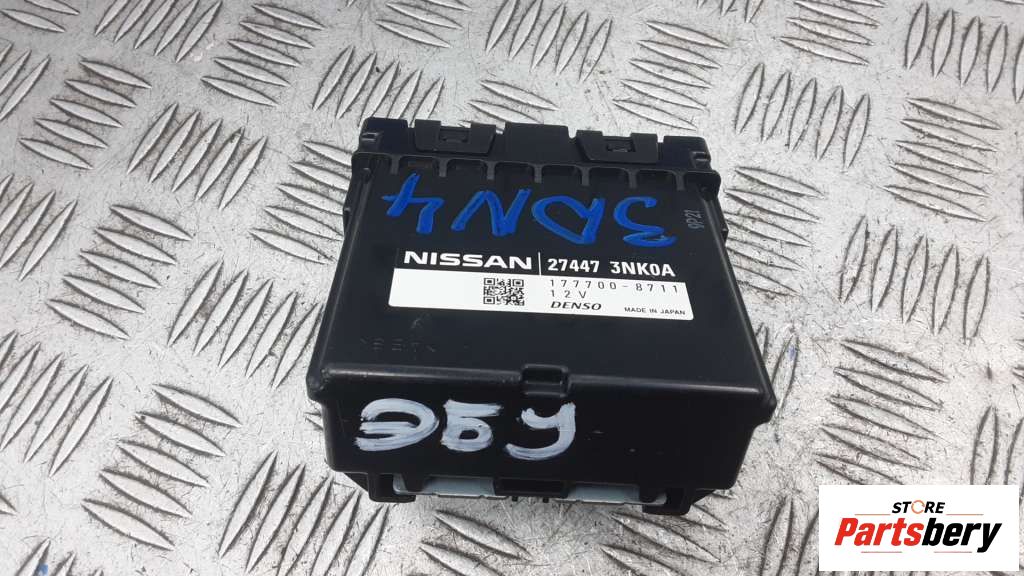 3DN4
NISSAN 27447 3NK0A
177700-8711
12V
DENSO MADE IN JAPAN
ЭБУ
STORE
Partsbery